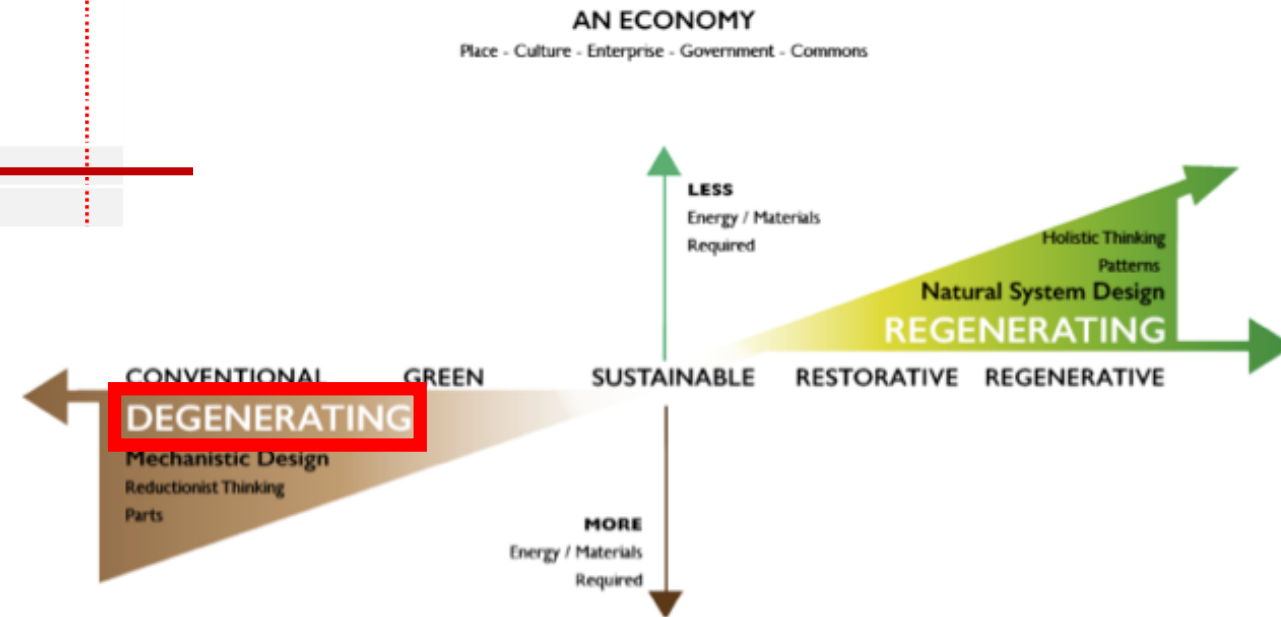 AN ECONOMY
Place - Culture - Enterprise - Government - Commons
LESS
Energy / Materials
Required
Holistic Thinking
Patterns
Natural System Design
REGENERATING
CONVENTIONAL GREEN SUSTAINABLE RESTORATIVE REGENERATIVE
DEGENERATING
Mechanistic Design
Reductionist Thinking
Parts
MORE
Energy / Materials
Required